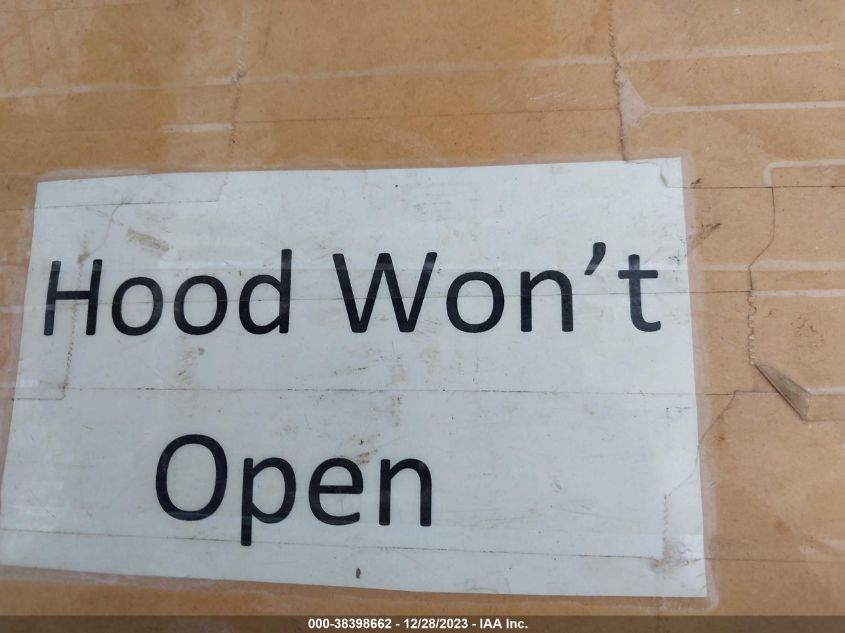 Hood Won’t
Open
000-38398662 - 12/28/2023 - IAA Inc.